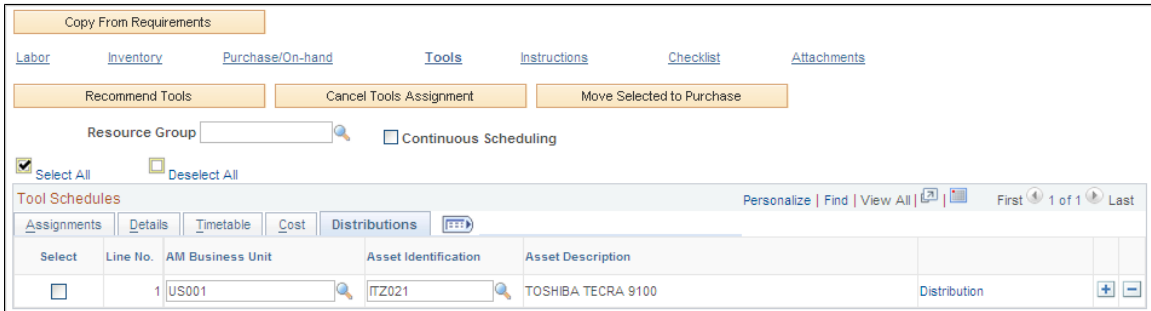 Copy From Requirements
Labor Inventory Purchase/On-hand Tools Instructions Checklist Attachments
Recommend Tools Cancel Tools Assignment Move Selected to Purchase
Resource Group Continuous Scheduling
Select All Deselect All
Tool Schedules Personalize | Find | View All | | First 1 of 1 Last
Assignments Details Timetable Cost Distributions
Select Line No. AM Business Unit Asset Identification Asset Description
1 US001 ITZ021 TOSHIBA TECRA 9100 Distribution